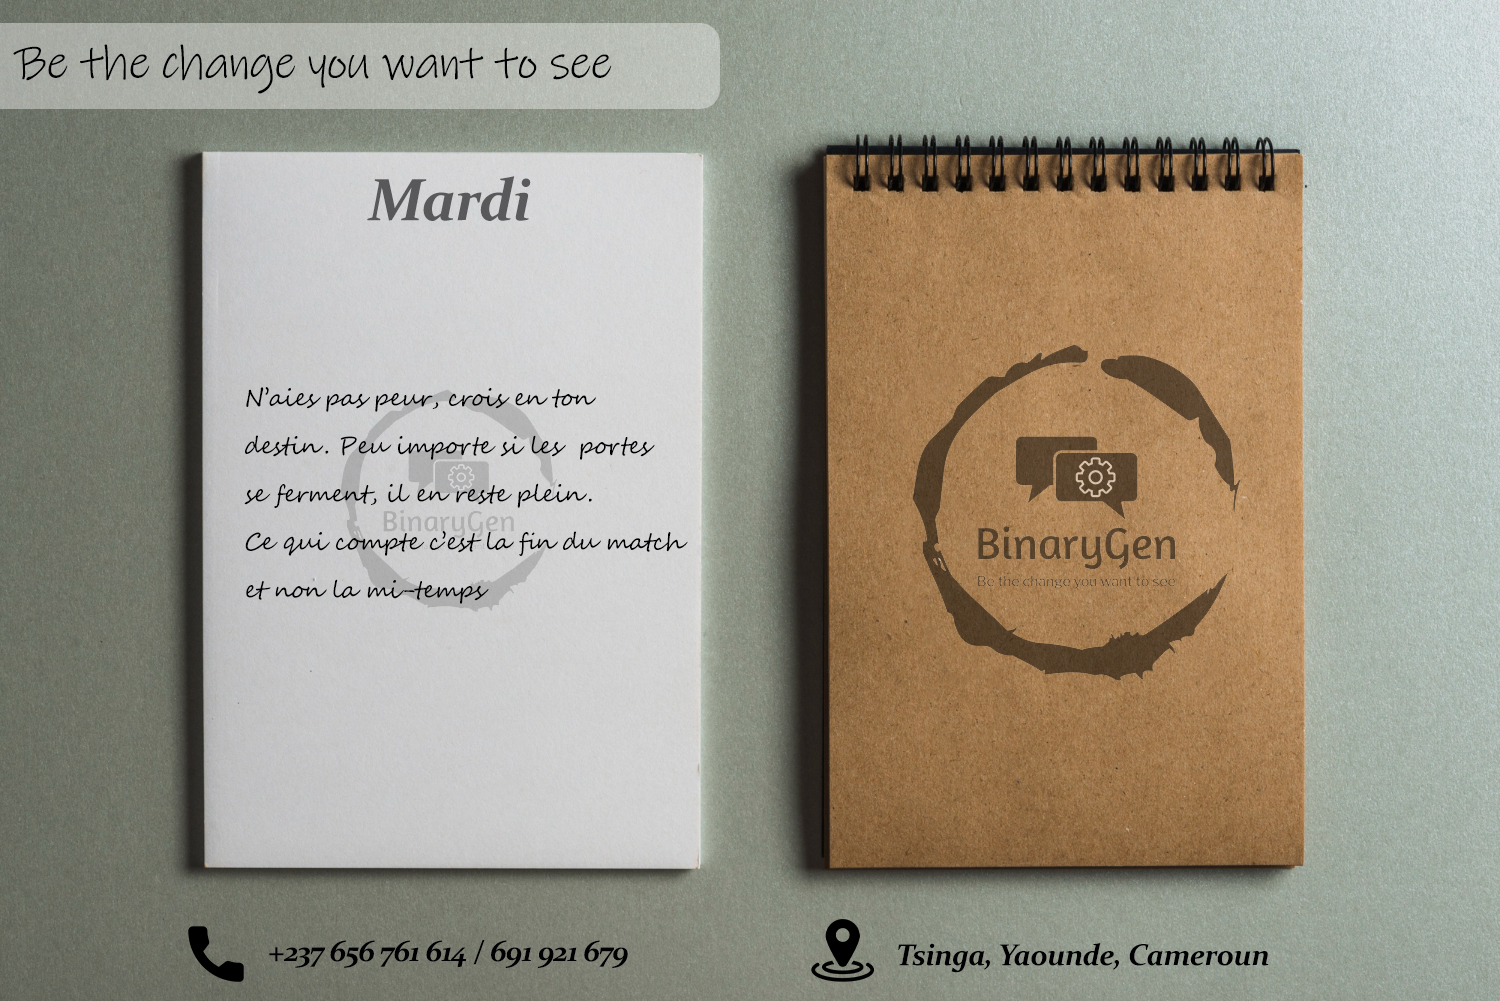 Be the change you want to see
Mardi
N'aies pas peur, crois en ton
destin. Peu importe si les portes
se ferment, il en reste plein.
BinaryGen
Ce qui compte c'est la fin du match
et non la mi-temps
BinaryGen
Be the change you want to see
+237 656 761 614 / 691 921 679
Tsinga, Yaounde, Cameroun